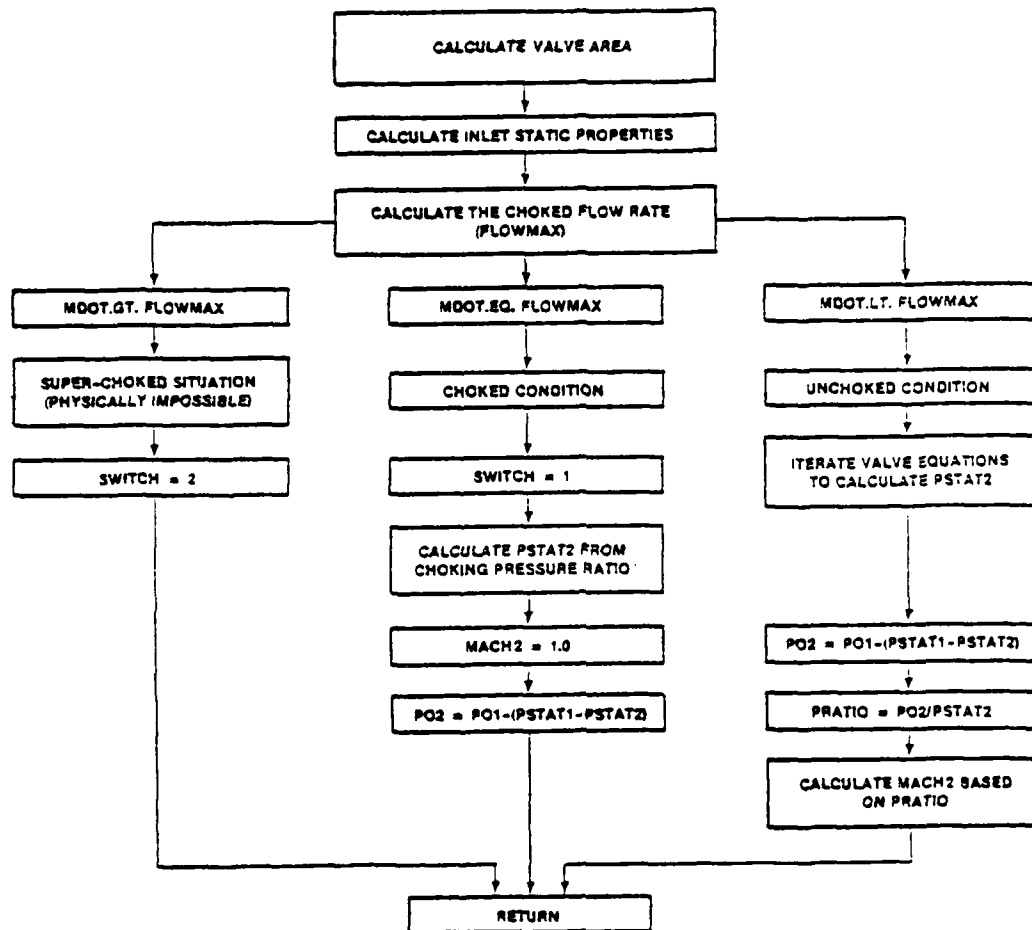 CALCULATE VALVE AREA
CALCULATE INLET STATIC PROPERTIES
CALCULATE THE CHOKED FLOW RATE
(FLOWMAX)
MDOT.GT. FLOWMAX
SUPER-CHOKED SITUATION
(PHYSICALLY IMPOSSIBLE)
SWITCH = 2
MDOT.EQ. FLOWMAX
CHOKED CONDITION
SWITCH = 1
CALCULATE PSTAT2 FROM
CHOKING PRESSURE RATIO
MACH2 = 1.0
PO2 = PO1-(PSTAT1-PSTAT2)
MDOT.LT. FLOWMAX
UNCHOKED CONDITION
ITERATE VALVE EQUATIONS
TO CALCULATE PSTAT2
PO2 = PO1-(PSTAT1-PSTAT2)
PRATIO = PO2/PSTAT2
CALCULATE MACH2 BASED
ON PRATIO
RETURN